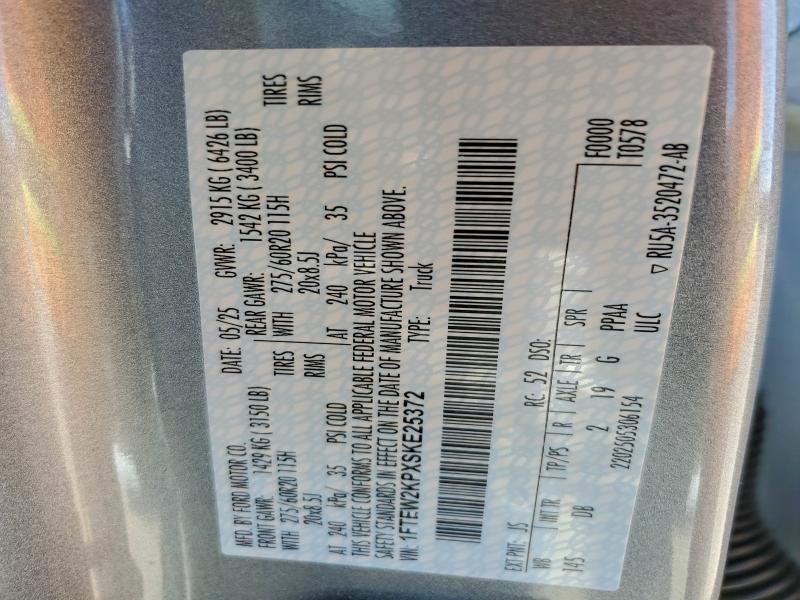 MFD. BY FORD MOTOR CO.
DATE: 05/25 GVWR: 2915 KG ( 6426 LB)
FRONT GAWR: 1429 KG ( 3150 LB) REAR GAWR: 1542 KG ( 3400 LB)
WITH 275/60R20 115H TIRES WITH 275/60R20 115H TIRES
20x8.5J RIMS 20x8.5J RIMS
AT 240 kPa/ 35 PSI COLD AT 240 kPa/ 35 PSI COLD
THIS VEHICLE CONFORMS TO ALL APPLICABLE FEDERAL MOTOR VEHICLE
SAFETY STANDARDS IN EFFECT ON THE DATE OF MANUFACTURE SHOWN ABOVE.
VIN: 1FTEW2KPXSKE25372 TYPE: Truck
EXT PNT: JS RC: 52 DSO: F0000
WB INT TR TP/PS R AXLE TR SPR T0578
145 DB 2 19 G PPAA
2202505306154 ULC
▽ RU5A-3520472-AB